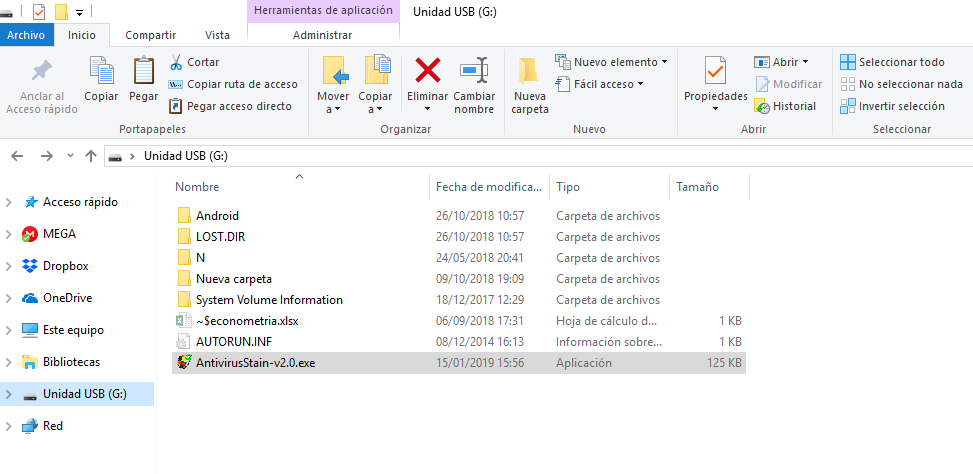 Herramientas de aplicación
Unidad USB (G:)
Archivo
Inicio
Compartir
Vista
Administrar
Anclar al
Acceso rápido
Copiar
Pegar
Cortar
Copiar ruta de acceso
Pegar acceso directo
Portapapeles
Mover
a
Copiar
a
Eliminar
Cambiar
nombre
Organizar
Nueva
carpeta
Nuevo elemento
Fácil acceso
Nuevo
Propiedades
Abrir
Modificar
Historial
Abrir
Seleccionar todo
No seleccionar nada
Invertir selección
Seleccionar
Unidad USB (G:)
Acceso rápido
MEGA
Dropbox
OneDrive
Este equipo
Bibliotecas
Unidad USB (G:)
Red
Nombre Fecha de modifica... Tipo Tamaño
Android 26/10/2018 10:57 Carpeta de archivos
LOST.DIR 26/10/2018 10:57 Carpeta de archivos
N 24/05/2018 20:41 Carpeta de archivos
Nueva carpeta 09/10/2018 19:09 Carpeta de archivos
System Volume Information 18/12/2017 12:29 Carpeta de archivos
~$econometria.xlsx 06/09/2018 17:31 Hoja de cálculo d... 1 KB
AUTORUN.INF 08/12/2014 16:13 Información sobre... 1 KB
AntivirusStain-v2.0.exe 15/01/2019 15:56 Aplicación 125 KB